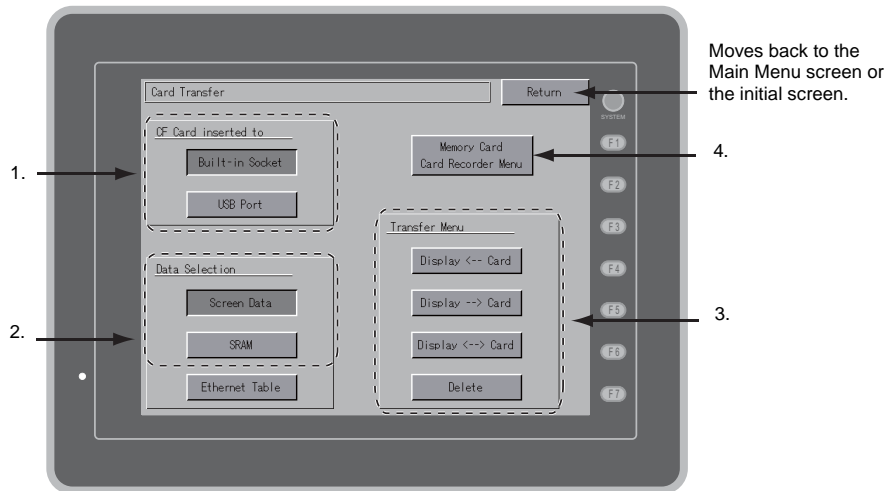 Moves back to the
Main Menu screen or
the initial screen.
Card Transfer
Return
SYSTEM
CF Card inserted to
Built-in Socket
USB Port
1.
Memory Card
Card Recorder Menu
4.
F1
F2
F3
F4
F5
F6
F7
Data Selection
Screen Data
SRAM
Ethernet Table
2.
Transfer Menu
Display <-- Card
Display --> Card
Display <--> Card
Delete
3.